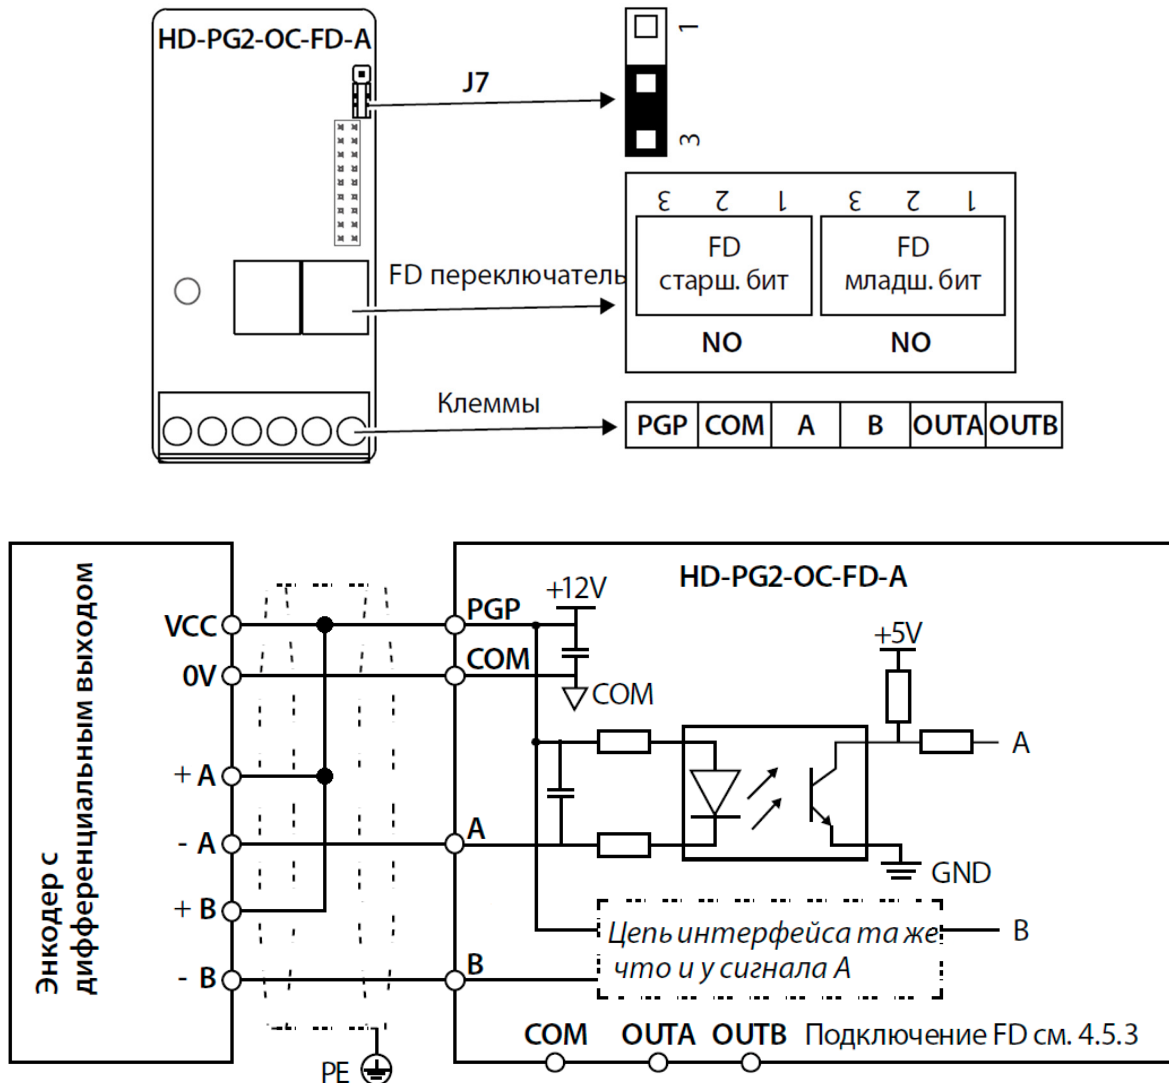 HD-PG2-OC-FD-A
J7
1
3
3 2 1 3 2 1
FD FD
старш. бит младш. бит
NO NO
FD переключатель
Клеммы
PGP COM A B OUTA OUTB
Энкодер с
дифференциальным выходом
HD-PG2-OC-FD-A
VCC PGP +12V
+5V
0V COM
COM
A
+ A
- A A
GND
+ B
Цепь интерфейса та же
что и у сигнала А
B
- B B
COM OUTA OUTB Подключение FD см. 4.5.3
PE